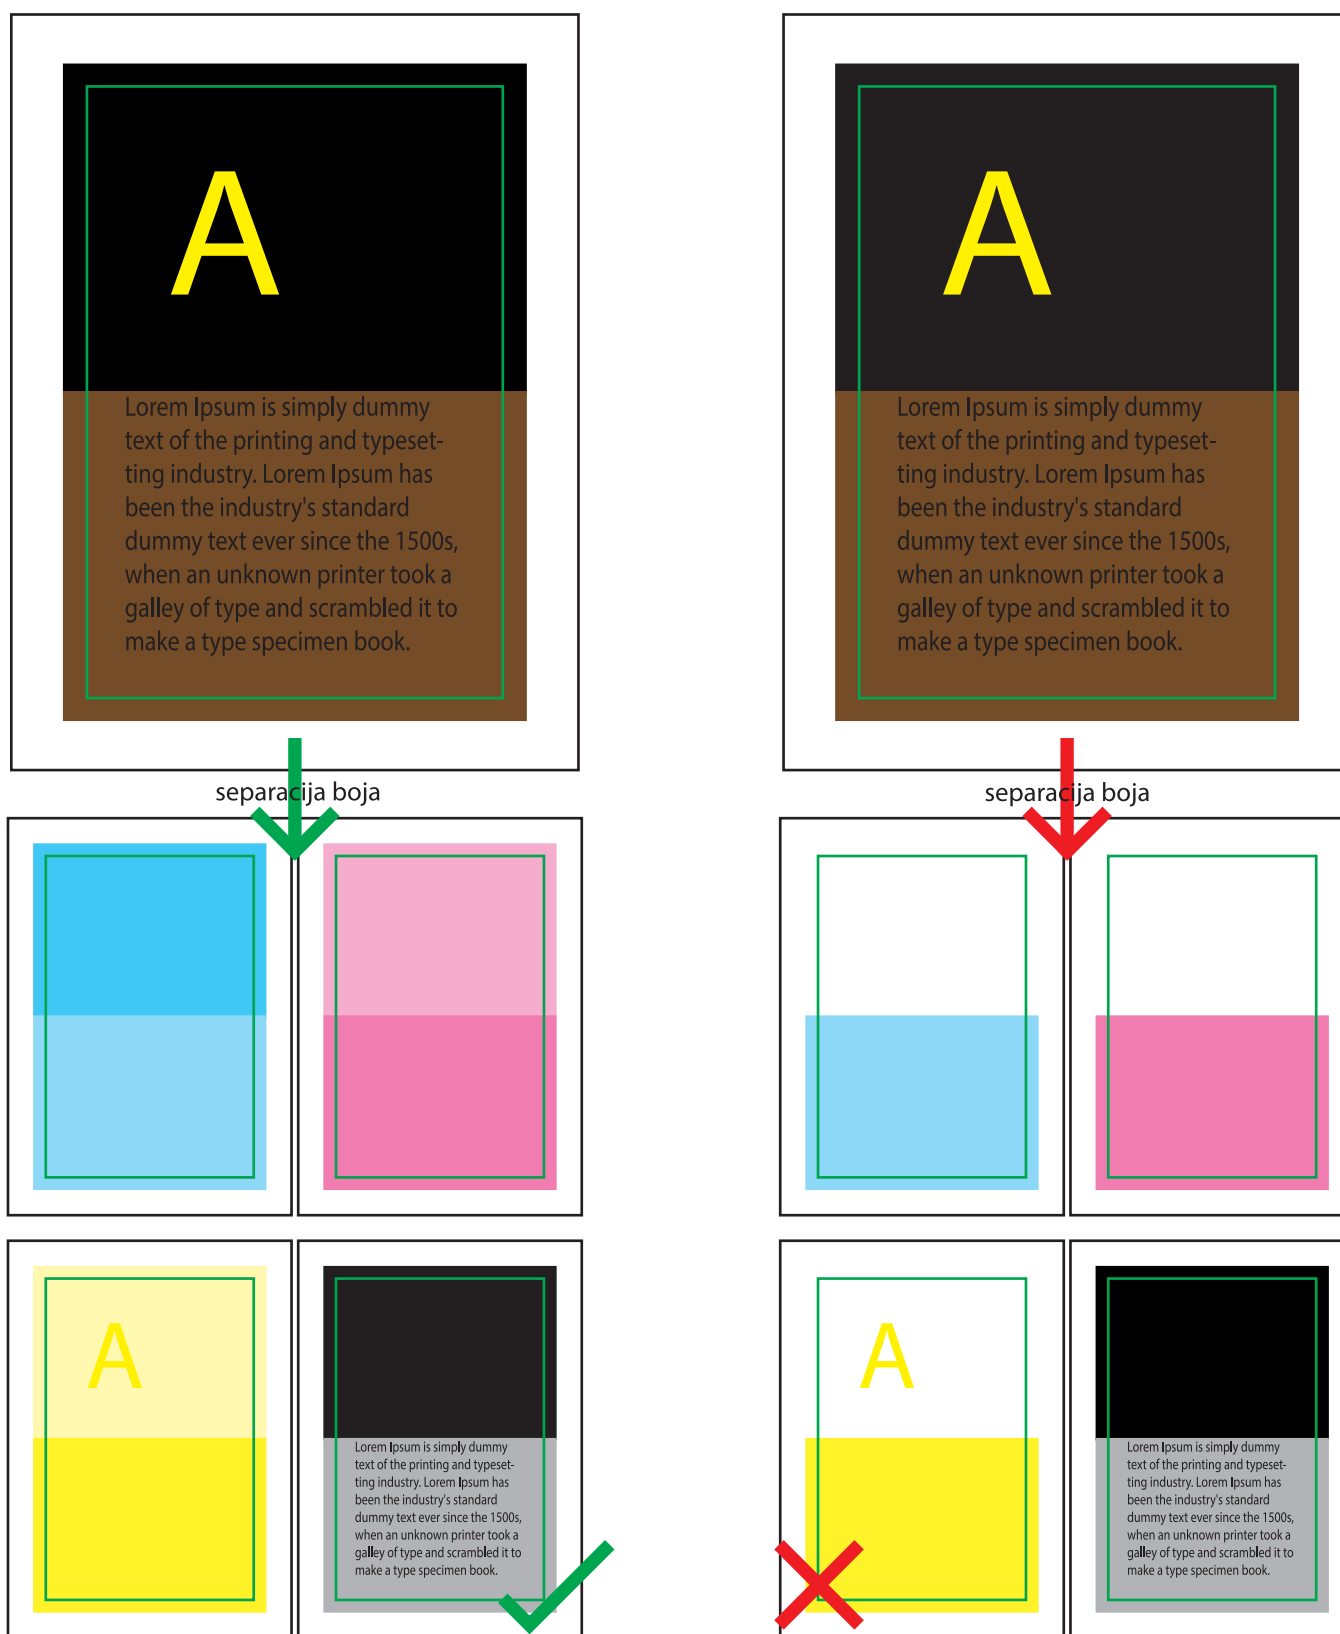 A
Lorem Ipsum is simply dummy
text of the printing and typeset-
ting industry. Lorem Ipsum has
been the industry's standard
dummy text ever since the 1500s,
when an unknown printer took a
galley of type and scrambled it to
make a type specimen book.
A
Lorem Ipsum is simply dummy
text of the printing and typeset-
ting industry. Lorem Ipsum has
been the industry's standard
dummy text ever since the 1500s,
when an unknown printer took a
galley of type and scrambled it to
make a type specimen book.
separacija boja
separacija boja
A
Lorem Ipsum is simply dummy
text of the printing and typeset-
ting industry. Lorem Ipsum has
been the industry's standard
dummy text ever since the 1500s,
when an unknown printer took a
galley of type and scrambled it to
make a type specimen book.
A
Lorem Ipsum is simply dummy
text of the printing and typeset-
ting industry. Lorem Ipsum has
been the industry's standard
dummy text ever since the 1500s,
when an unknown printer took a
galley of type and scrambled it to
make a type specimen book.